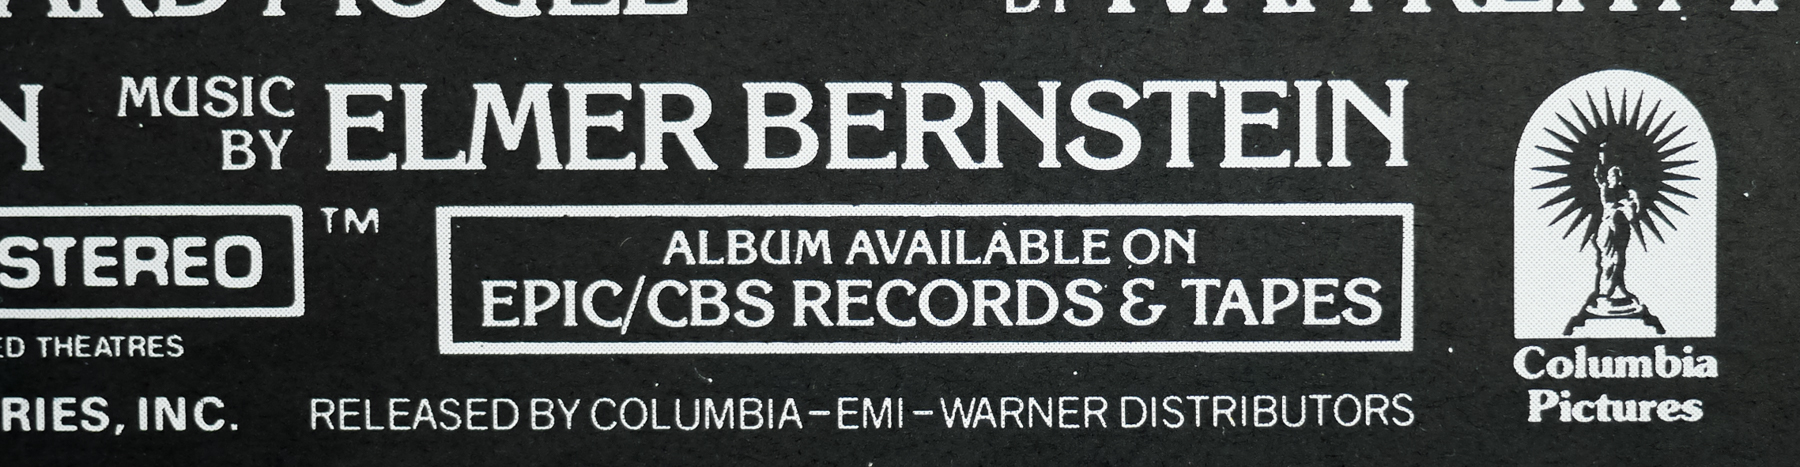 MUSIC
BY
ELMER BERNSTEIN
STEREO
TM
ALBUM AVAILABLE ON
EPIC/CBS RECORDS & TAPES
THEATRES
INC.
RELEASED BY COLUMBIA-EMI-WARNER DISTRIBUTORS
Columbia
Pictures